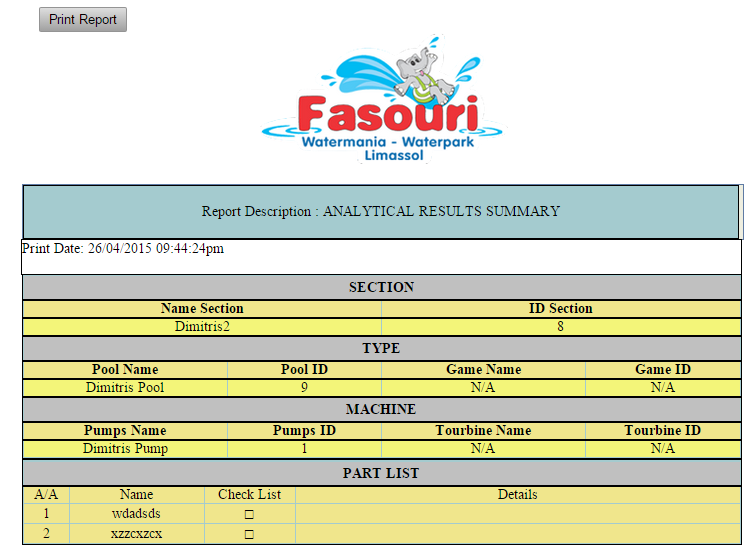 Print Report
Fasouri
Watermania - Waterpark
Limassol
Report Description : ANALYTICAL RESULTS SUMMARY
Print Date: 26/04/2015 09:44:24pm
SECTION
Name Section ID Section
Dimitris2 8
TYPE
Pool Name Pool ID Game Name Game ID
Dimitris Pool 9 N/A N/A
MACHINE
Pumps Name Pumps ID Tourbine Name Tourbine ID
Dimitris Pump 1 N/A N/A
PART LIST
A/A Name Check List Details
1 wdadsds
2 xzzcxzcx